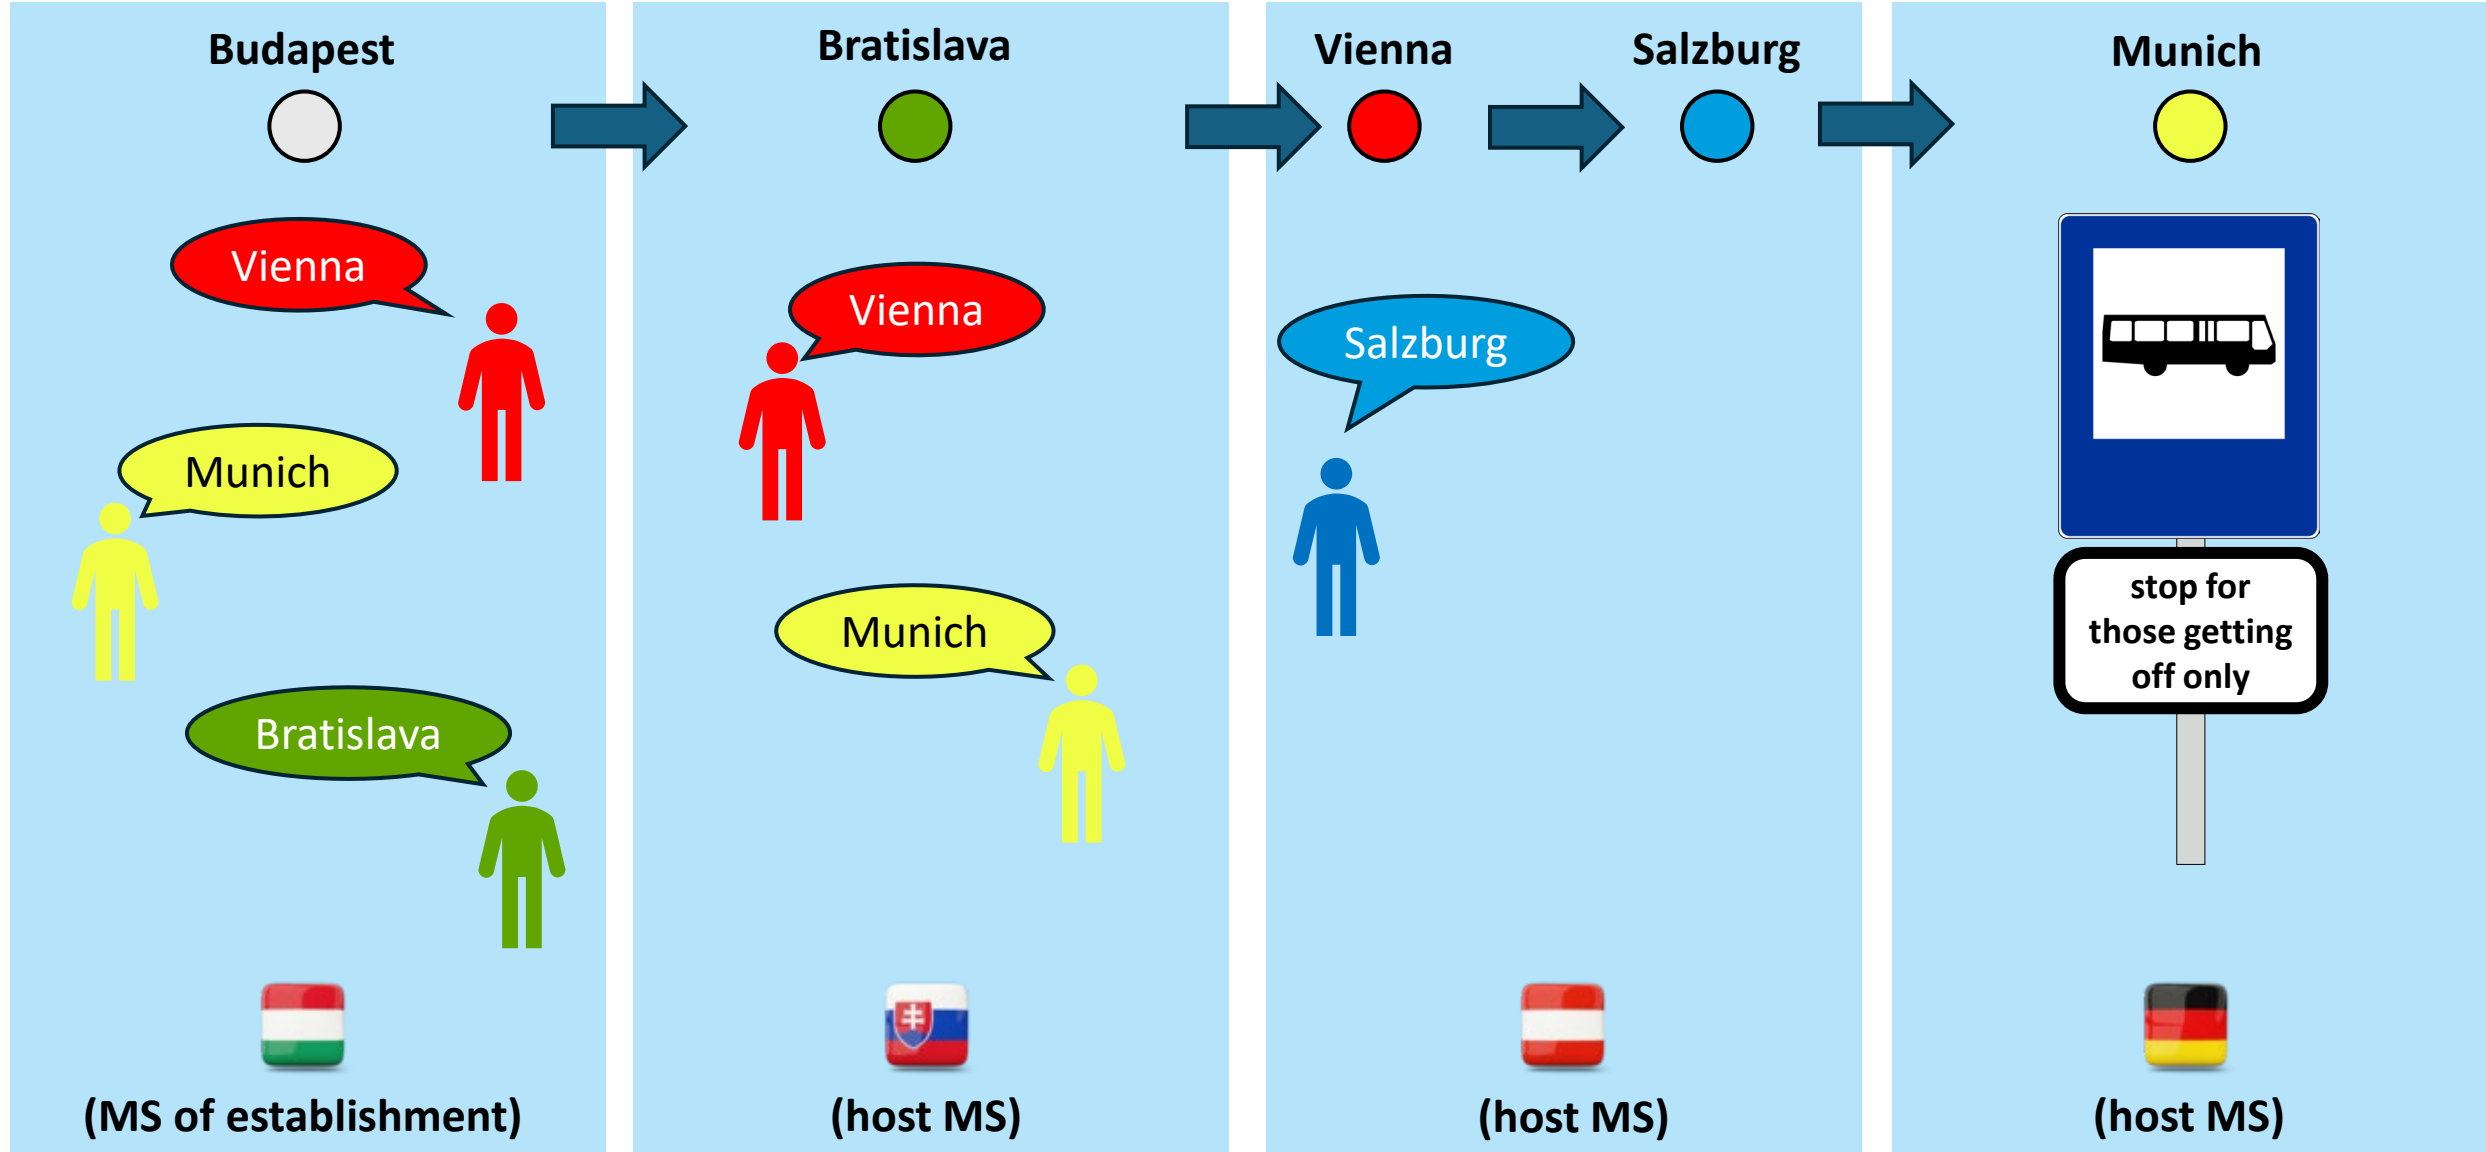 Budapest
Bratislava
Vienna
Salzburg
Munich
Vienna
Munich
Bratislava
Vienna
Munich
Salzburg
stop for
those getting
off only
(MS of establishment)
(host MS)
(host MS)
(host MS)